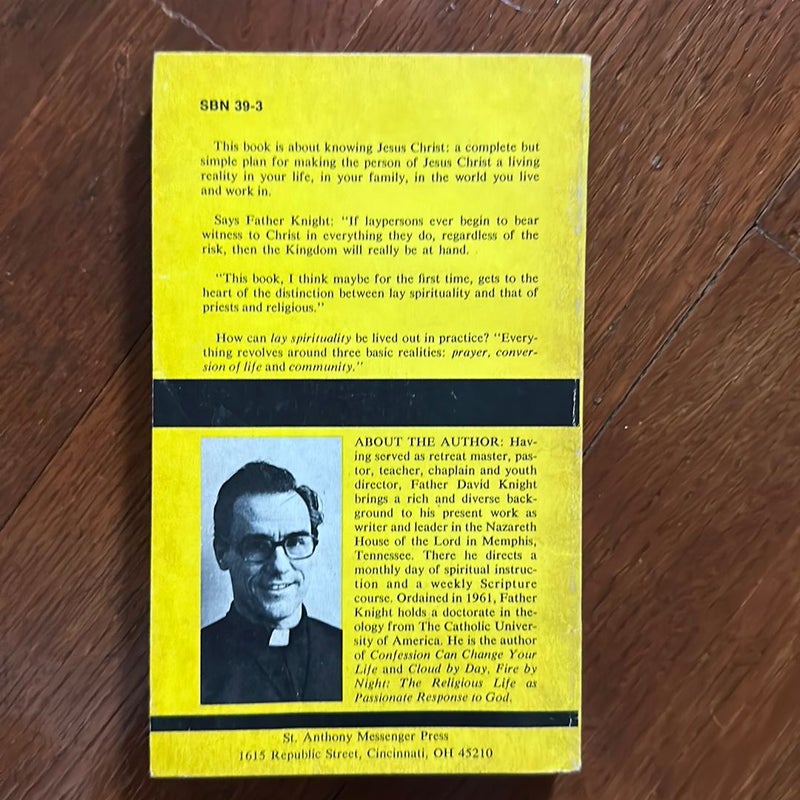 SBN 39-3
This book is about knowing Jesus Christ: a complete but
simple plan for making the person of Jesus Christ a living
reality in your life, in your family, in the world you live
and work in.
Says Father Knight: "If laypersons ever begin to bear
witness to Christ in everything they do, regardless of the
risk, then the Kingdom will really be at hand.
"This book, I think maybe for the first time, gets to the
heart of the distinction between lay spirituality and that of
priests and religious."
How can lay spirituality be lived out in practice? "Every-
thing revolves around three basic realities: prayer, conver-
sion of life and community."
ABOUT THE AUTHOR: Hav-
ing served as retreat master, pas-
tor, teacher, chaplain and youth
director, Father David Knight
brings a rich and diverse back-
ground to his present work as
writer and leader in the Nazareth
House of the Lord in Memphis,
Tennessee. There he directs a
monthly day of spiritual instruc-
tion and a weekly Scripture
course. Ordained in 1961, Father
Knight holds a doctorate in the-
ology from The Catholic Univer-
sity of America. He is the author
of Confession Can Change Your
Life and Cloud by Day, Fire by
Night: The Religious Life as
Passionate Response to God.
St. Anthony Messenger Press
1615 Republic Street, Cincinnati, OH 45210